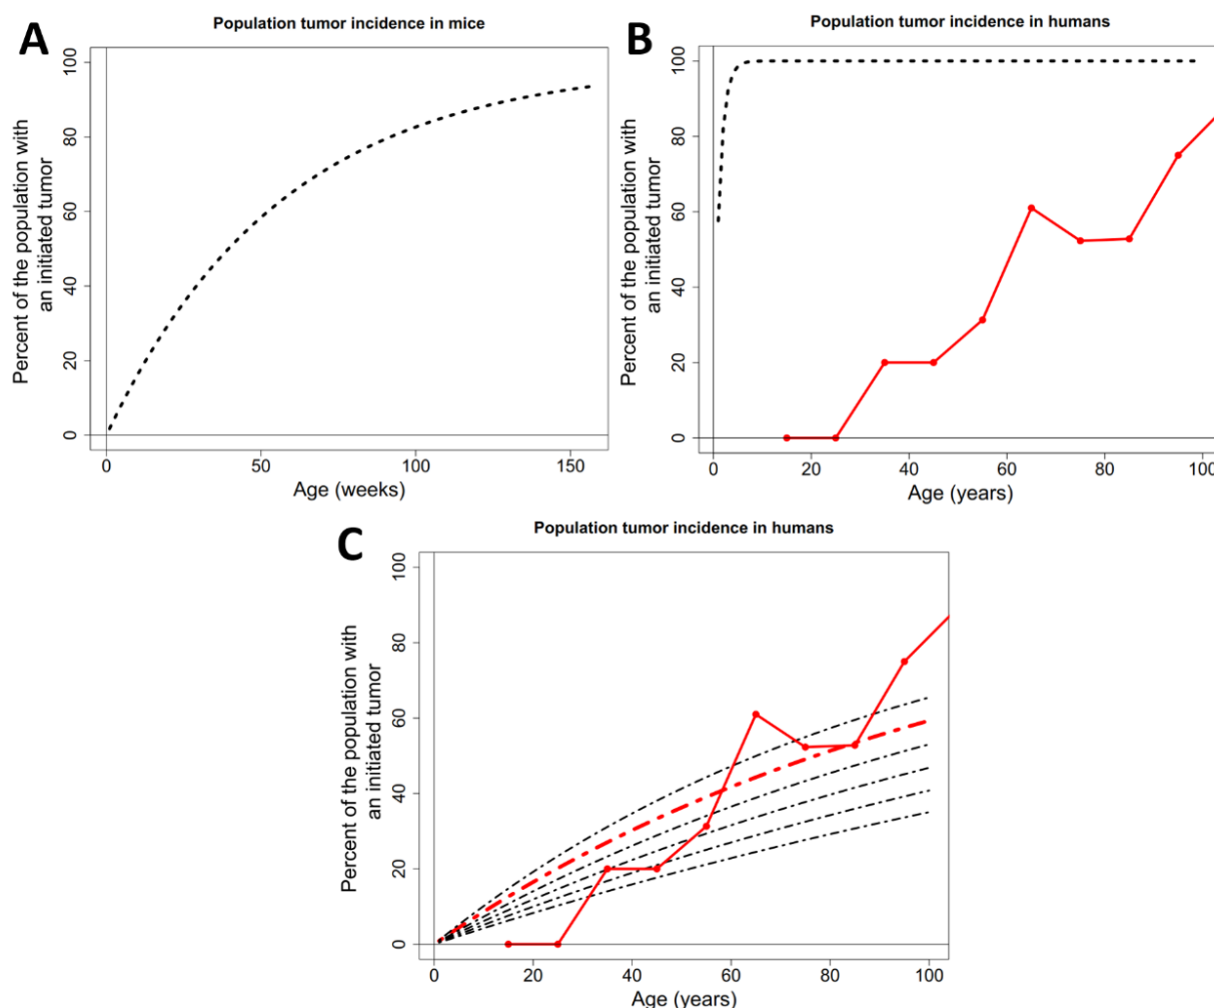 A
Population tumor incidence in mice
Percent of the population with
an initiated tumor
0
20
40
60
80
100
0
50
100
150
Age (weeks)
B
Population tumor incidence in humans
Percent of the population with
an initiated tumor
0
20
40
60
80
100
0
20
40
60
80
100
Age (years)
C
Population tumor incidence in humans
Percent of the population with
an initiated tumor
0
20
40
60
80
100
0
20
40
60
80
100
Age (years)